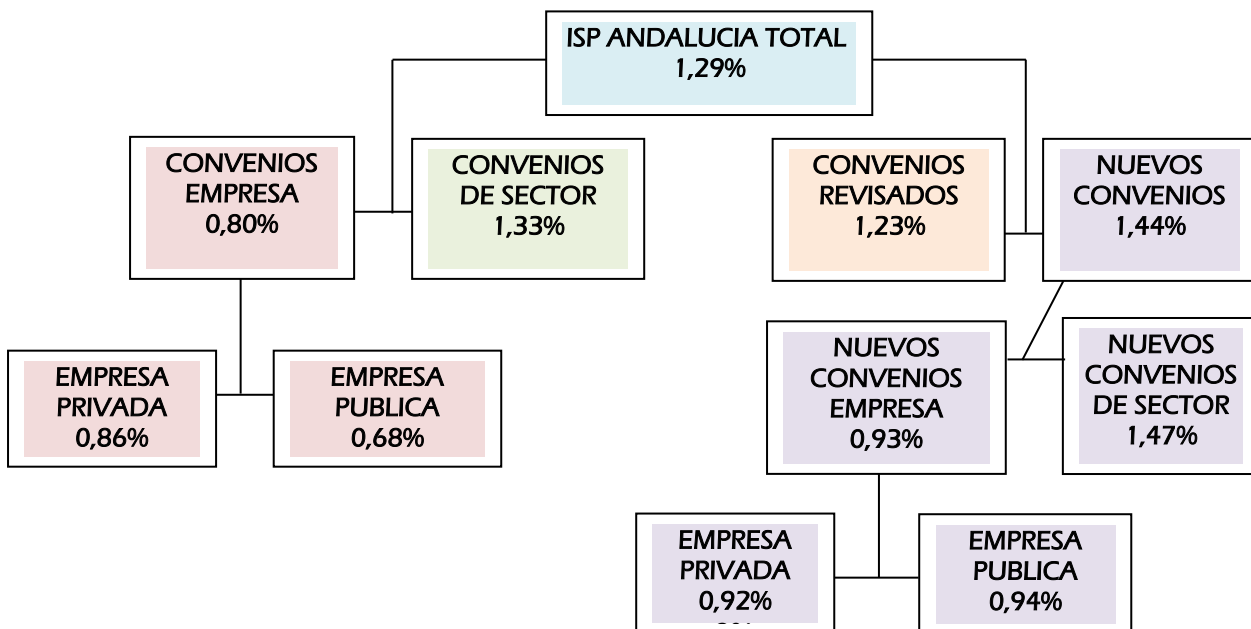 ISP ANDALUCIA TOTAL
1,29%
CONVENIOS
EMPRESA
0,80%
CONVENIOS
DE SECTOR
1,33%
CONVENIOS
REVISADOS
1,23%
NUEVOS
CONVENIOS
1,44%
EMPRESA
PRIVADA
0,86%
EMPRESA
PUBLICA
0,68%
NUEVOS
CONVENIOS
EMPRESA
0,93%
NUEVOS
CONVENIOS
DE SECTOR
1,47%
EMPRESA
PRIVADA
0,92%
EMPRESA
PUBLICA
0,94%